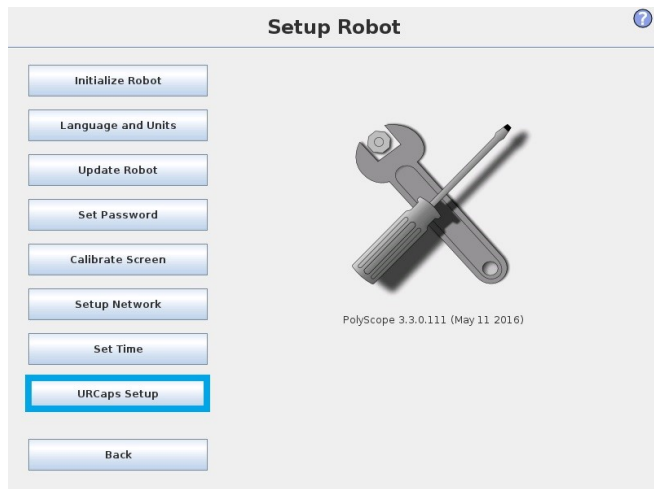 Setup Robot
?
Initialize Robot
Language and Units
Update Robot
Set Password
Calibrate Screen
Setup Network
Set Time
URCaps Setup
Back
PolyScope 3.3.0.111 (May 11 2016)